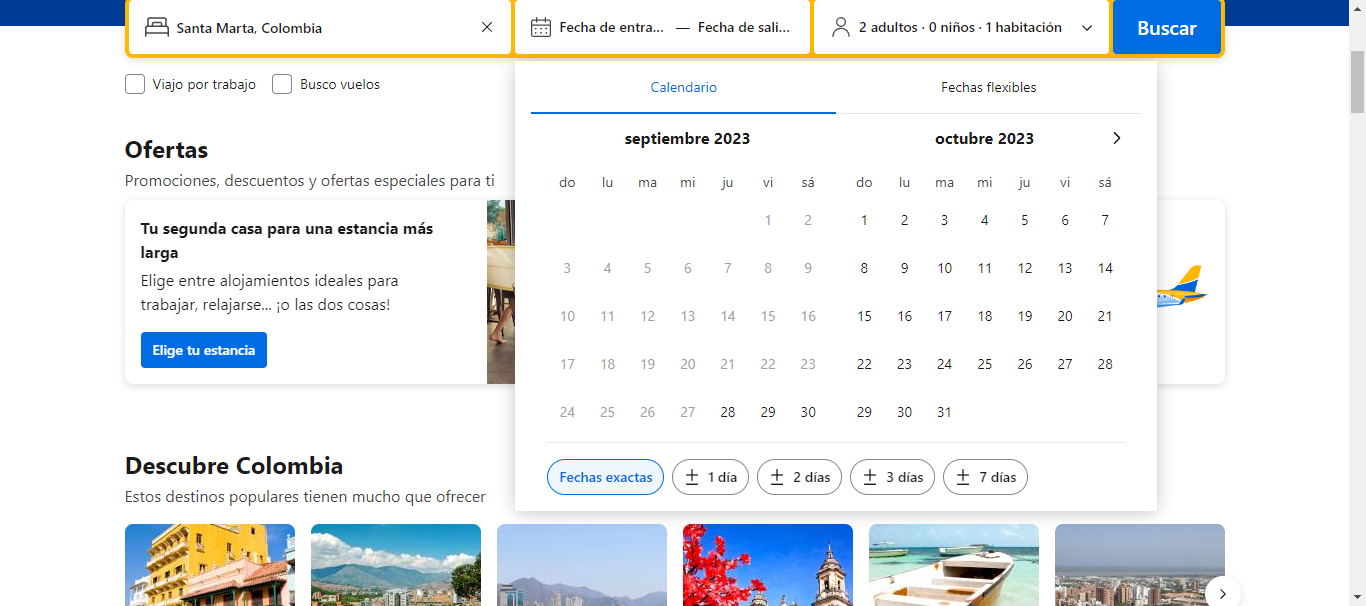 Santa Marta, Colombia
Fecha de entra... — Fecha de sali...
2 adultos · 0 niños · 1 habitación
Buscar
Viajo por trabajo
Busco vuelos
Calendario
Fechas flexibles
septiembre 2023
do lu ma mi ju vi sá
1 2
3 4 5 6 7 8 9
10 11 12 13 14 15 16
17 18 19 20 21 22 23
24 25 26 27 28 29 30
octubre 2023
do lu ma mi ju vi sá
1 2 3 4 5 6 7
8 9 10 11 12 13 14
15 16 17 18 19 20 21
22 23 24 25 26 27 28
29 30 31
Fechas exactas
± 1 día
± 2 días
± 3 días
± 7 días
Ofertas
Promociones, descuentos y ofertas especiales para ti
Tu segunda casa para una estancia más
larga
Elige entre alojamientos ideales para
trabajar, relajarse... ¡o las dos cosas!
Elige tu estancia
Descubre Colombia
Estos destinos populares tienen mucho que ofrecer